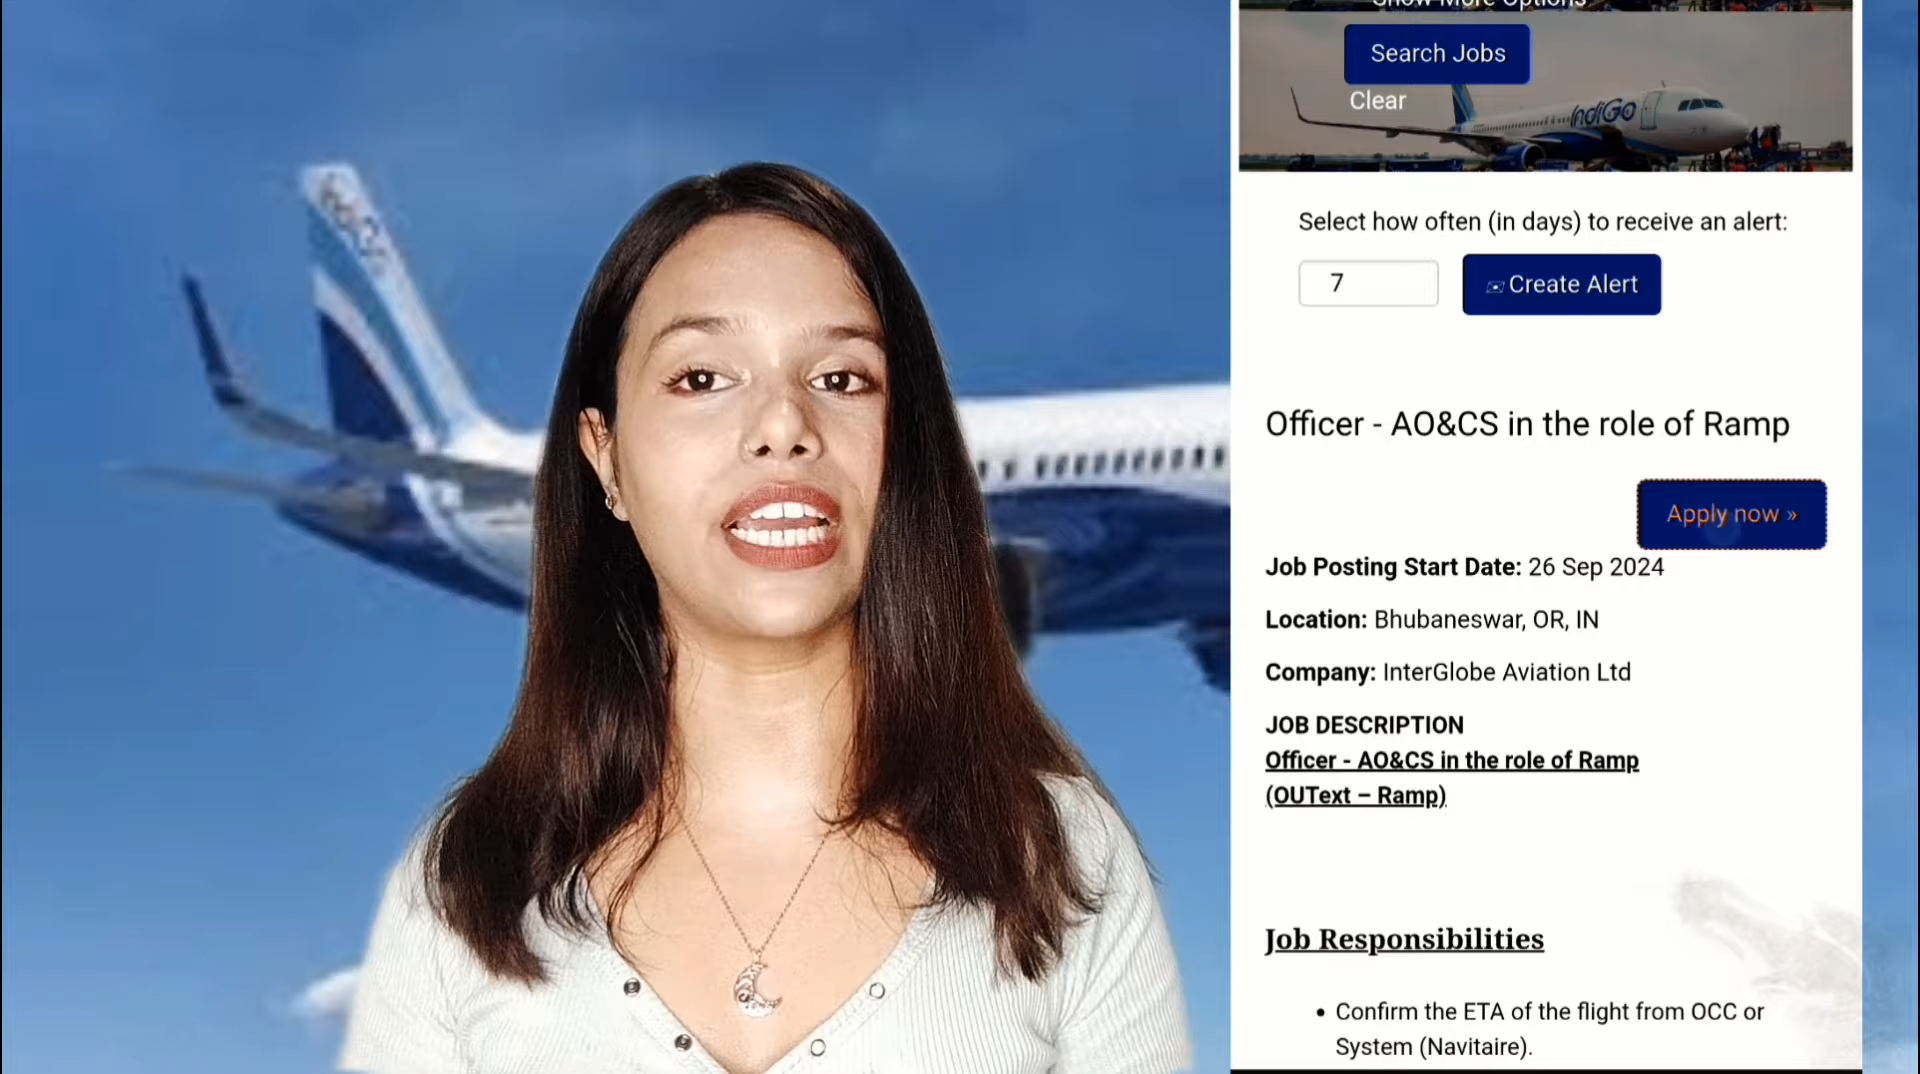 Show More Options
Search Jobs
Clear
IndiGo
Select how often (in days) to receive an alert:
7
Create Alert
Officer - AO&CS in the role of Ramp
Apply now »
Job Posting Start Date: 26 Sep 2024
Location: Bhubaneswar, OR, IN
Company: InterGlobe Aviation Ltd
JOB DESCRIPTION
Officer - AO&CS in the role of Ramp
(OUText – Ramp)
Job Responsibilities
• Confirm the ETA of the flight from OCC or
System (Navitaire).